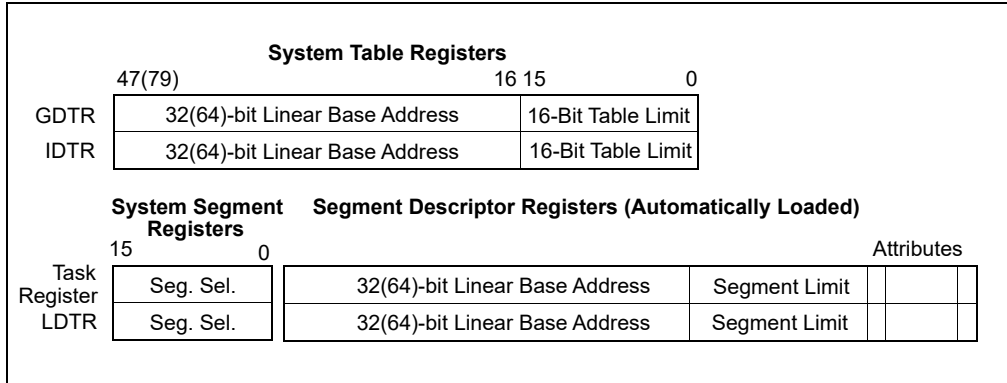 System Table Registers
47(79) 16 15 0
GDTR 32(64)-bit Linear Base Address 16-Bit Table Limit
IDTR 32(64)-bit Linear Base Address 16-Bit Table Limit
System Segment Registers Segment Descriptor Registers (Automatically Loaded)
15 0 Attributes
Task Register Seg. Sel. 32(64)-bit Linear Base Address Segment Limit
LDTR Seg. Sel. 32(64)-bit Linear Base Address Segment Limit